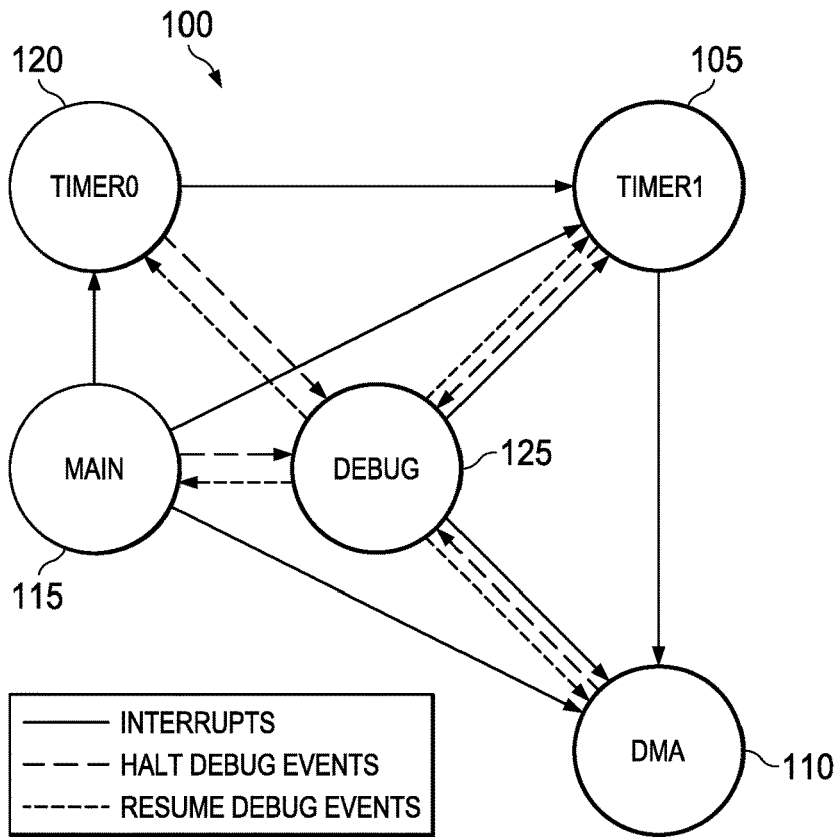 100
120
105
TIMER0
TIMER1
MAIN
DEBUG
125
115
INTERRUPTS
HALT DEBUG EVENTS
RESUME DEBUG EVENTS
DMA
110